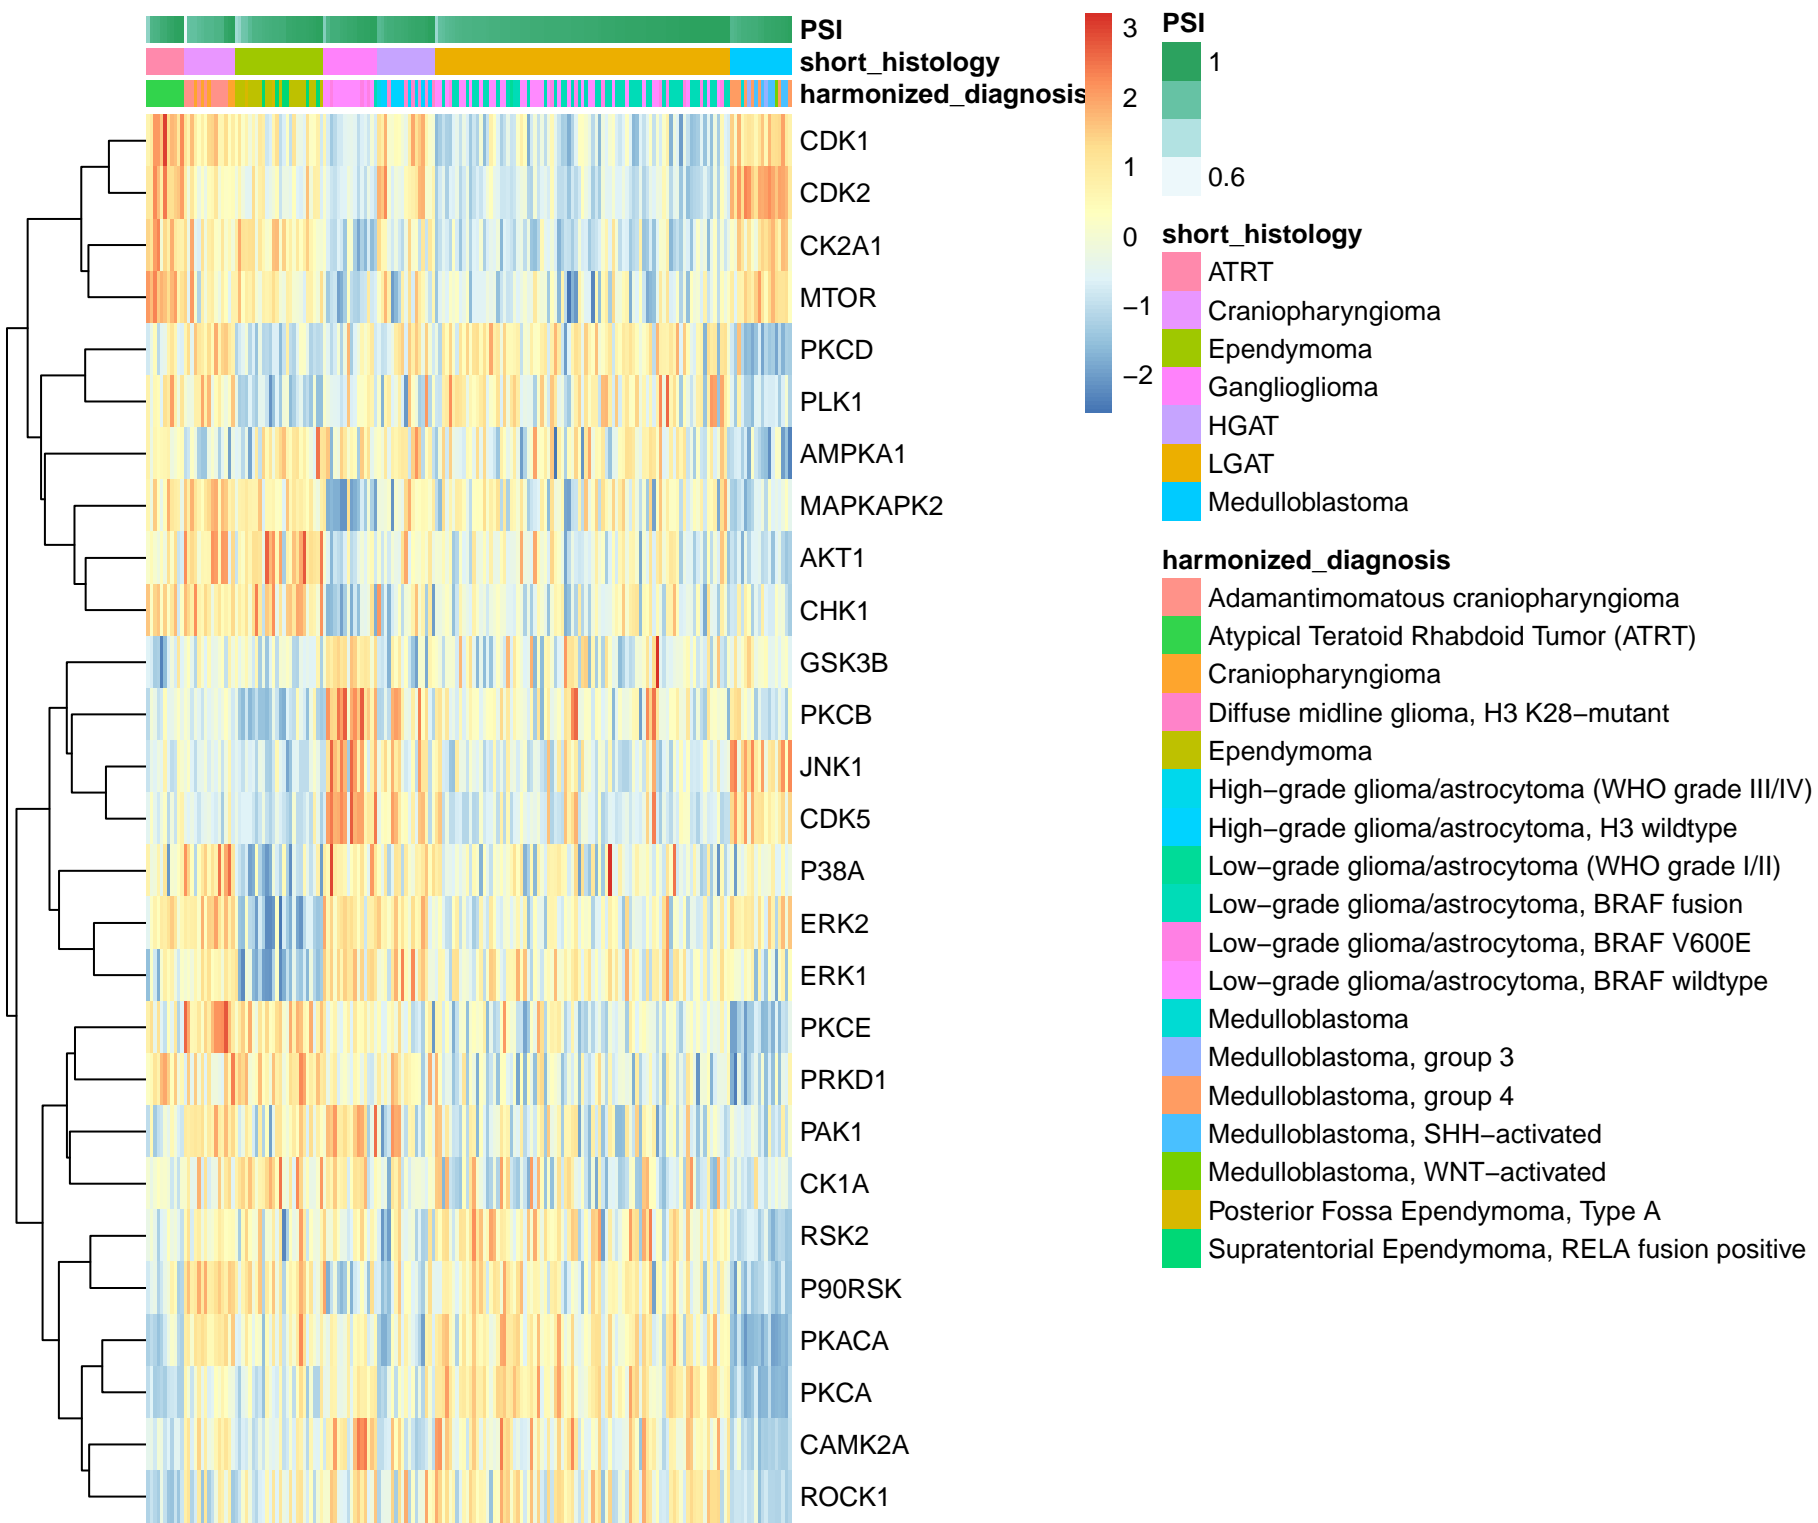 PSI
short_histology
harmonized_diagnosis
CDK1
CDK2
CK2A1
MTOR
PKCD
PLK1
AMPKA1
MAPKAPK2
AKT1
CHK1
GSK3B
PKCB
JNK1
CDK5
P38A
ERK2
ERK1
PKCE
PRKD1
PAK1
CK1A
RSK2
P90RSK
PKACA
PKCA
CAMK2A
ROCK1
3
2
1
0
−1
−2
PSI
1
0.6
short_histology
ATRT
Craniopharyngioma
Ependymoma
Ganglioglioma
HGAT
LGAT
Medulloblastoma
harmonized_diagnosis
Adamantimomatous craniopharyngioma
Atypical Teratoid Rhabdoid Tumor (ATRT)
Craniopharyngioma
Diffuse midline glioma, H3 K28−mutant
Ependymoma
High−grade glioma/astrocytoma (WHO grade III/IV)
High−grade glioma/astrocytoma, H3 wildtype
Low−grade glioma/astrocytoma (WHO grade I/II)
Low−grade glioma/astrocytoma, BRAF fusion
Low−grade glioma/astrocytoma, BRAF V600E
Low−grade glioma/astrocytoma, BRAF wildtype
Medulloblastoma
Medulloblastoma, group 3
Medulloblastoma, group 4
Medulloblastoma, SHH−activated
Medulloblastoma, WNT−activated
Posterior Fossa Ependymoma, Type A
Supratentorial Ependymoma, RELA fusion positive